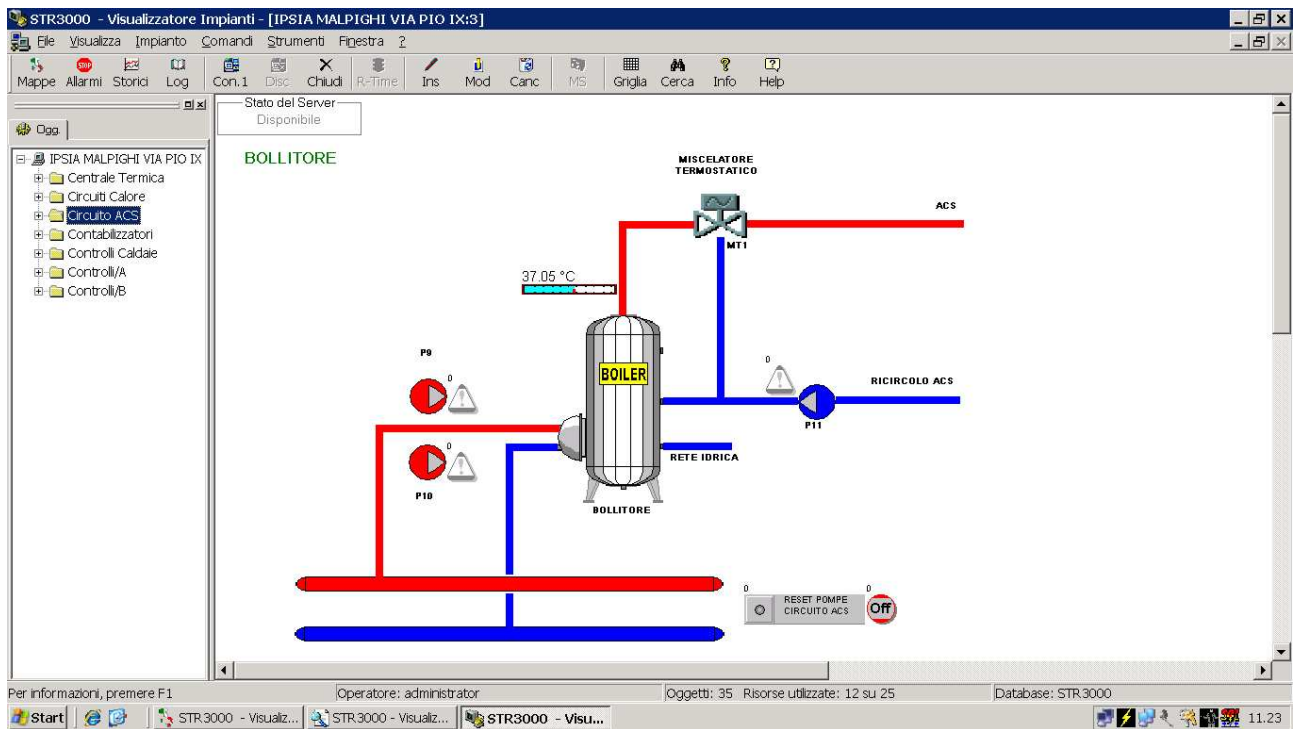 STR3000 - Visualizzatore Impianti - [IPSIA MALPIGHI VIA PIO IX:3]
File Visualizza Impianto Comandi Strumenti Finestra ?
Mappe Allarmi Storici Log Con.1 Disc Chiudi R-Time Ins Mod Canc MS Griglia Cerca Info Help
Ogg.
IPSIA MALPIGHI VIA PIO IX
Centrale Termica
Circuiti Calore
Circuito ACS
Contabilizzatori
Controlli Caldaie
Controlli/A
Controlli/B
Stato del Server
Disponibile
BOLLITORE
MISCELATORE
TERMOSTATICO
ACS
MT1
37.05 °C
P9
0
BOILER
0
RICIRCOLO ACS
P11
0
P10
RETE IDRICA
BOLLITORE
0
RESET POMPE
CIRCUITO ACS
0
Off
Per informazioni, premere F1
Operatore: administrator
Oggetti: 35 Risorse utilizzate: 12 su 25
Database: STR3000
Start
STR3000 - Visualiz...
STR3000 - Visualiz...
STR3000 - Visu...
11.23